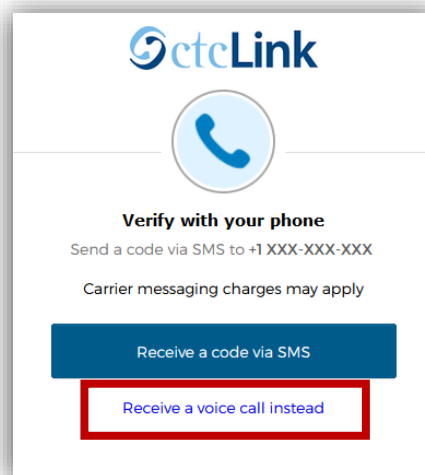 ctcLink
Verify with your phone
Send a code via SMS to +1 XXX-XXX-XXX
Carrier messaging charges may apply
Receive a code via SMS
Receive a voice call instead